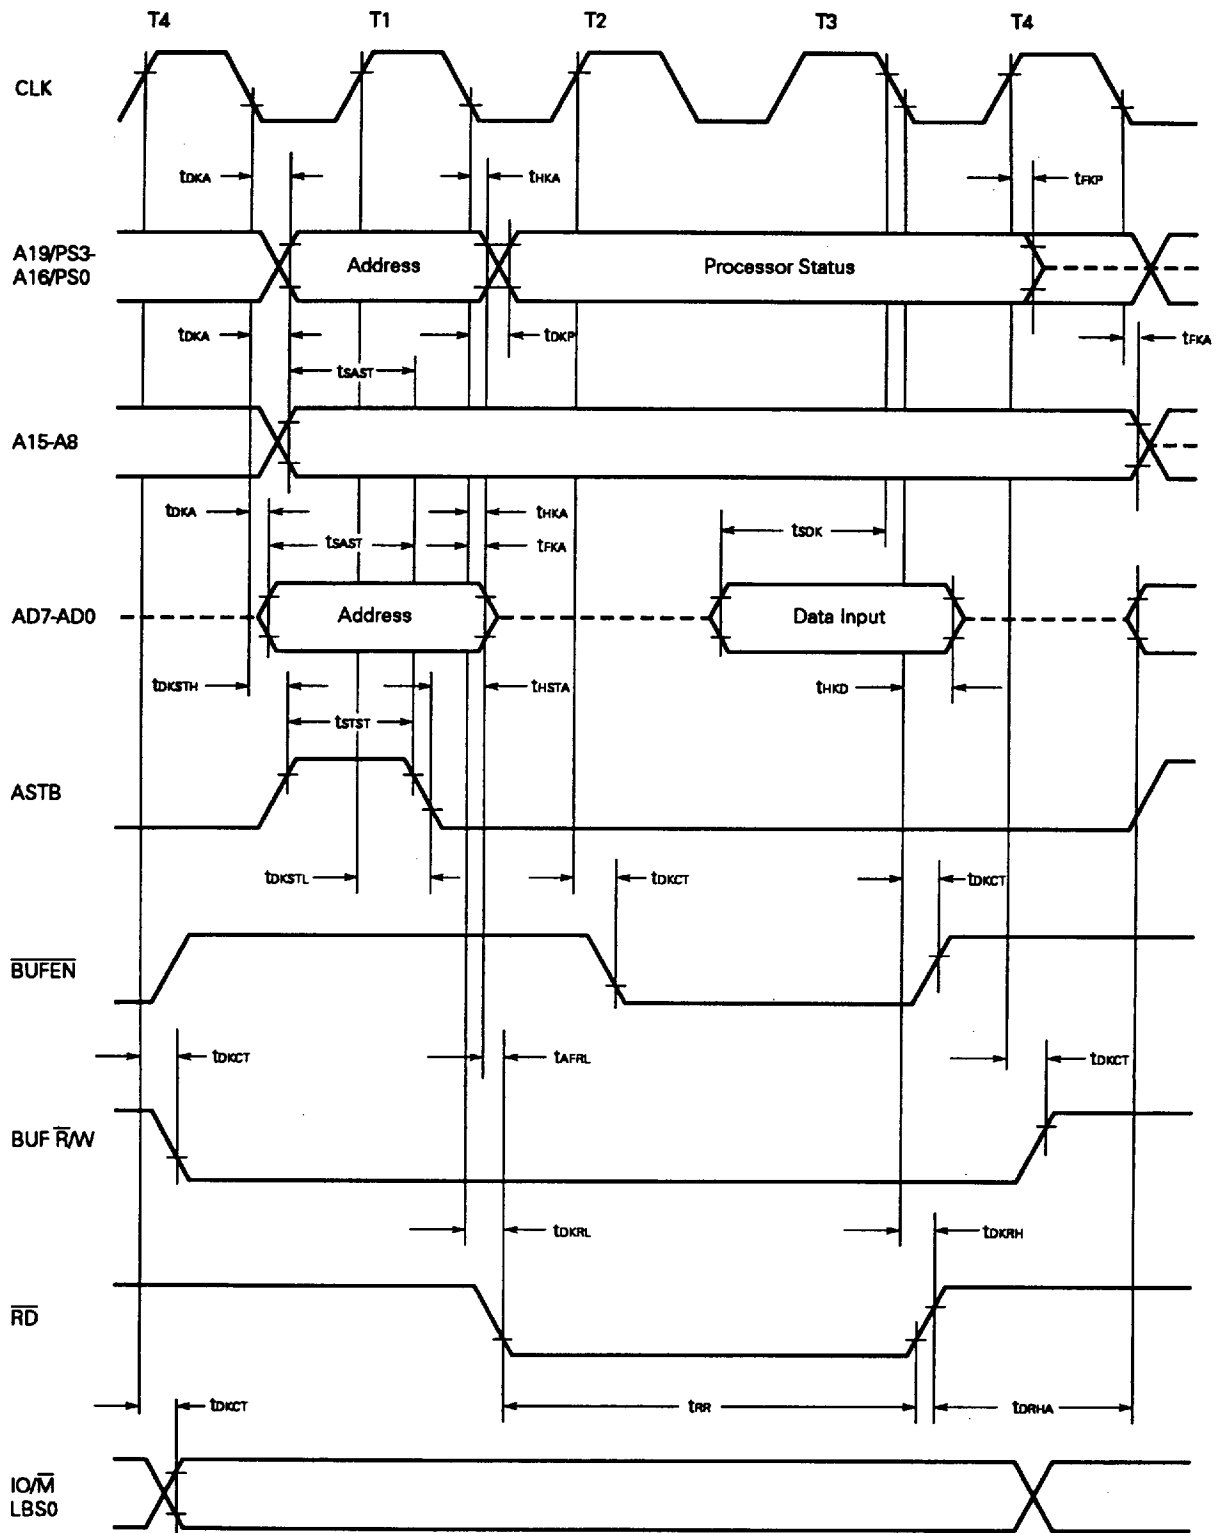 T4 T1 T2 T3 T4
CLK
tDKA tHKA tFKP
A19/PS3-
A16/PS0
Address Processor Status
tDKA tDKP tFKA
tSAST
A15-A8
tDKA tHKA tSDK
tSAST tFKA
AD7-AD0 Address Data Input
tDKSTH tHSTA tHKD
tSTST
ASTB
tDKSTL tDKCT tDKCT
BUFEN
tDKCT tAFRL tDKCT
BUF R/W
tDKRL tDKRH
RD
tDKCT tRR tDRHA
IO/M
LBS0